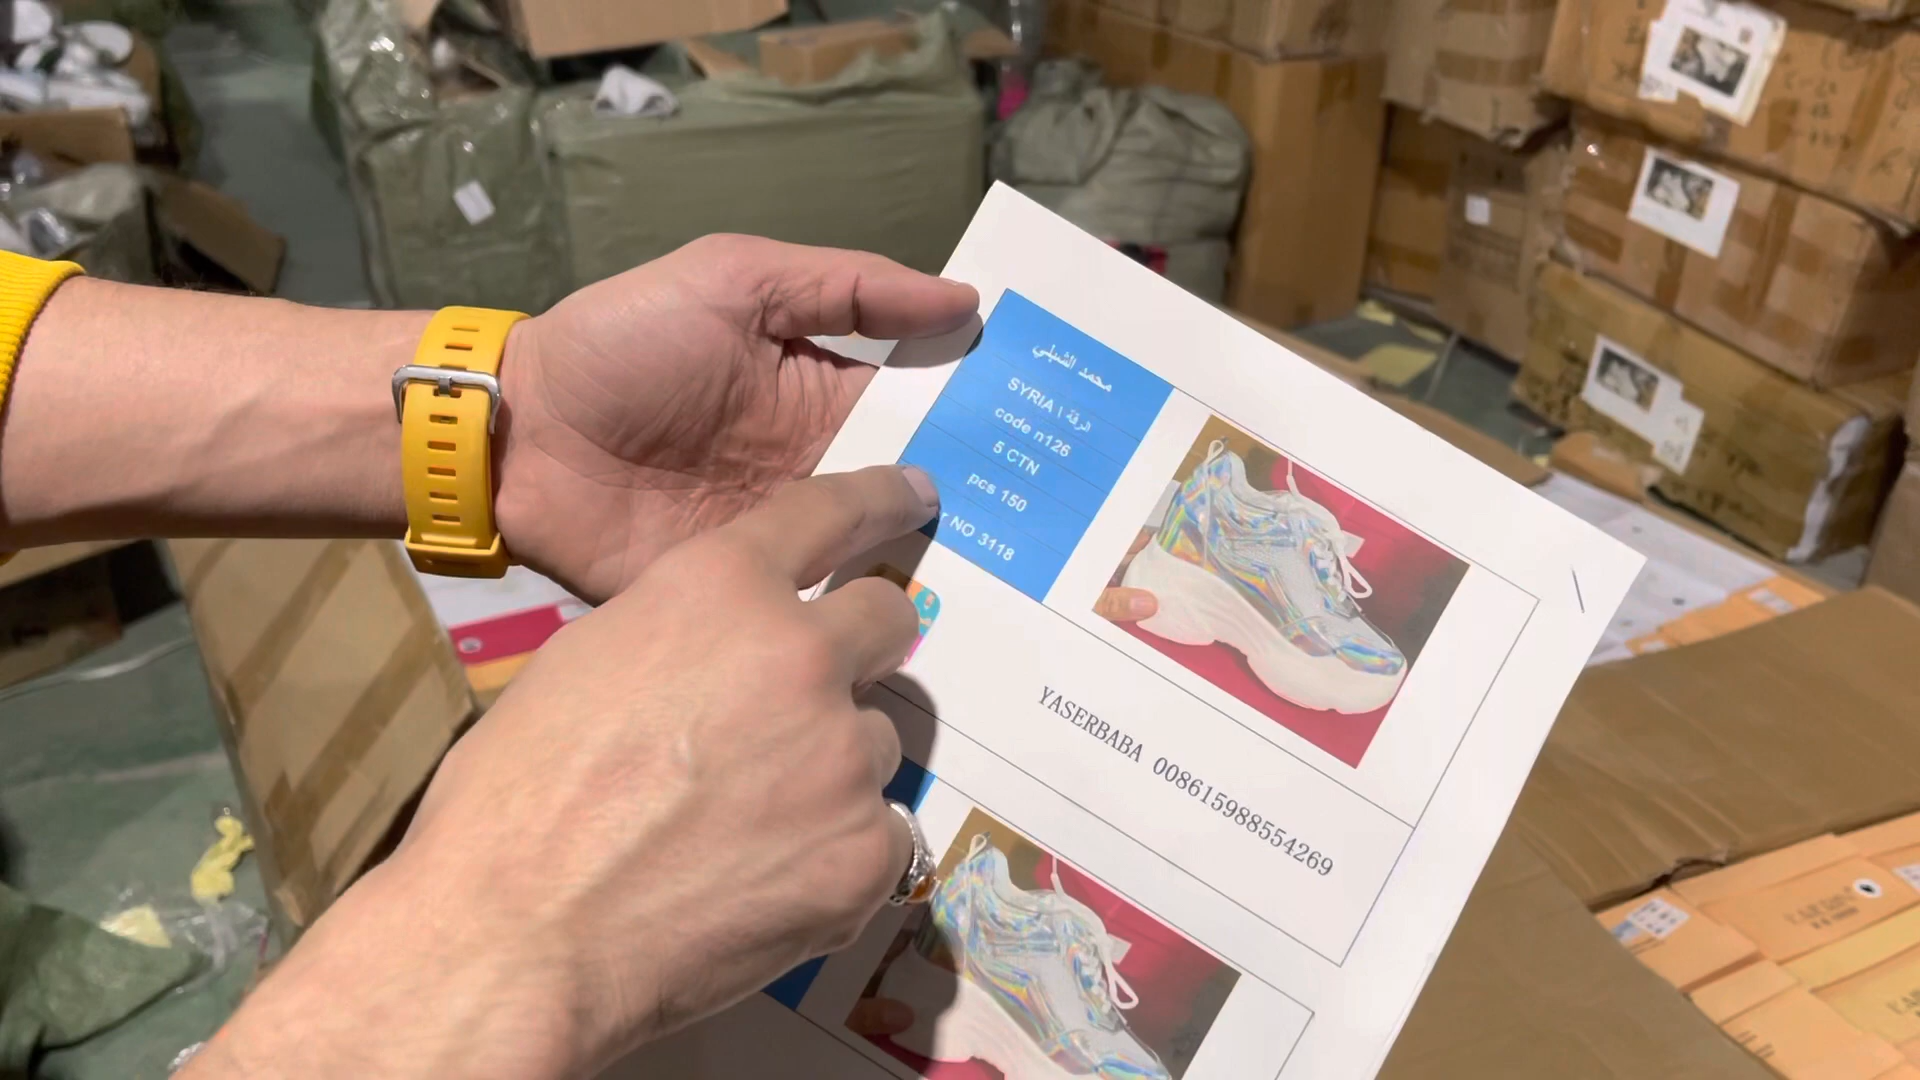 محمد الشبلي
SYRIA | الرقة
code n126
5 CTN
pcs 150
r NO 3118
YASERBABA 008615988554269